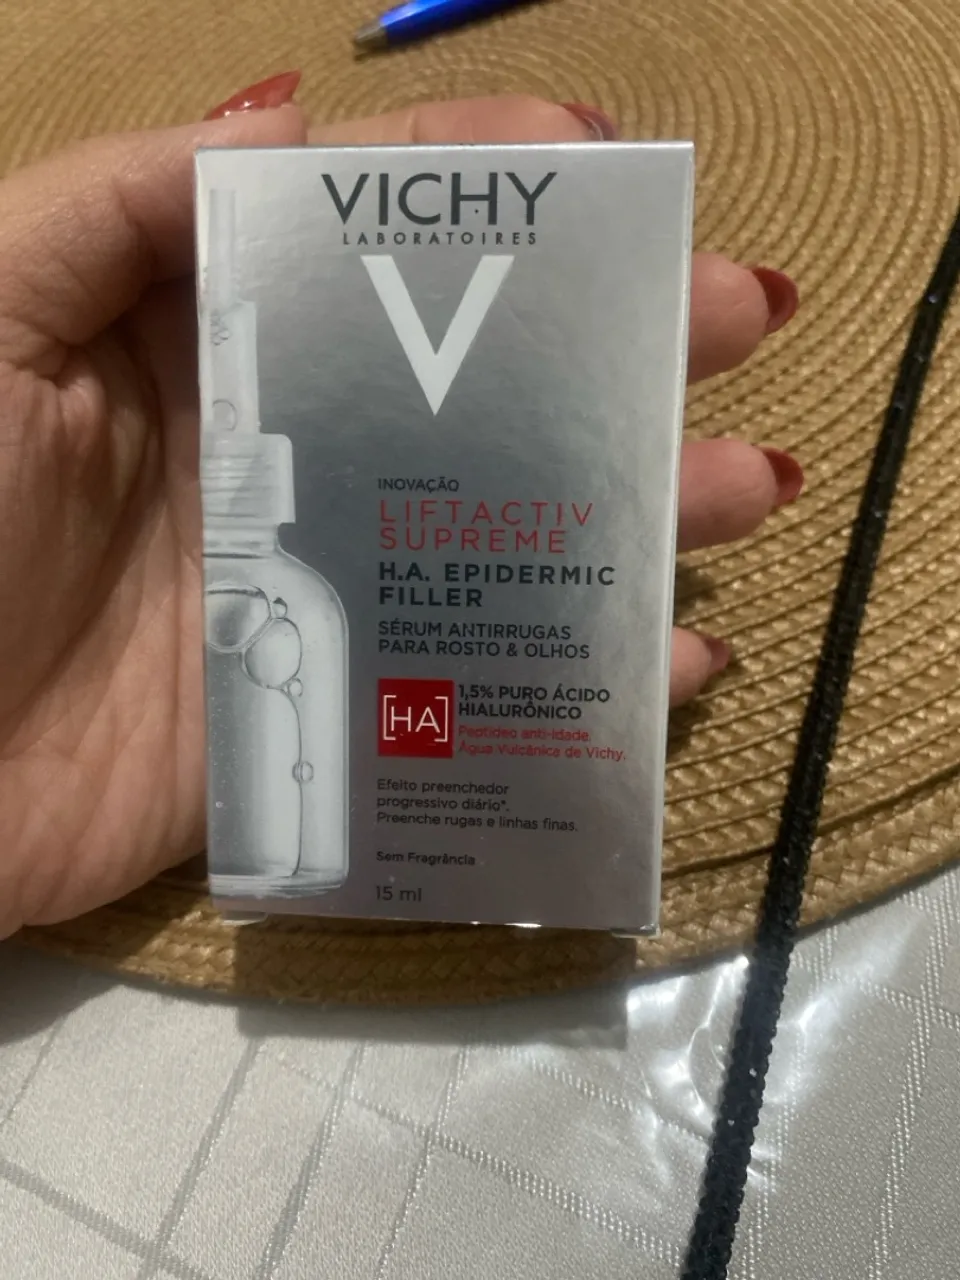 VICHY
LABORATOIRES
V
INOVAÇÃO
LIFTACTIV
SUPREME
H.A. EPIDERMIC
FILLER
SÉRUM ANTIRRUGAS
PARA ROSTO & OLHOS
[HA]
1,5% PURO ÁCIDO
HIALURÔNICO
Peptídeo anti-idade.
Água Vulcânica de Vichy.
Efeito preenchedor
progressivo diário*.
Preenche rugas e linhas finas.
Sem Fragrância
15 ml